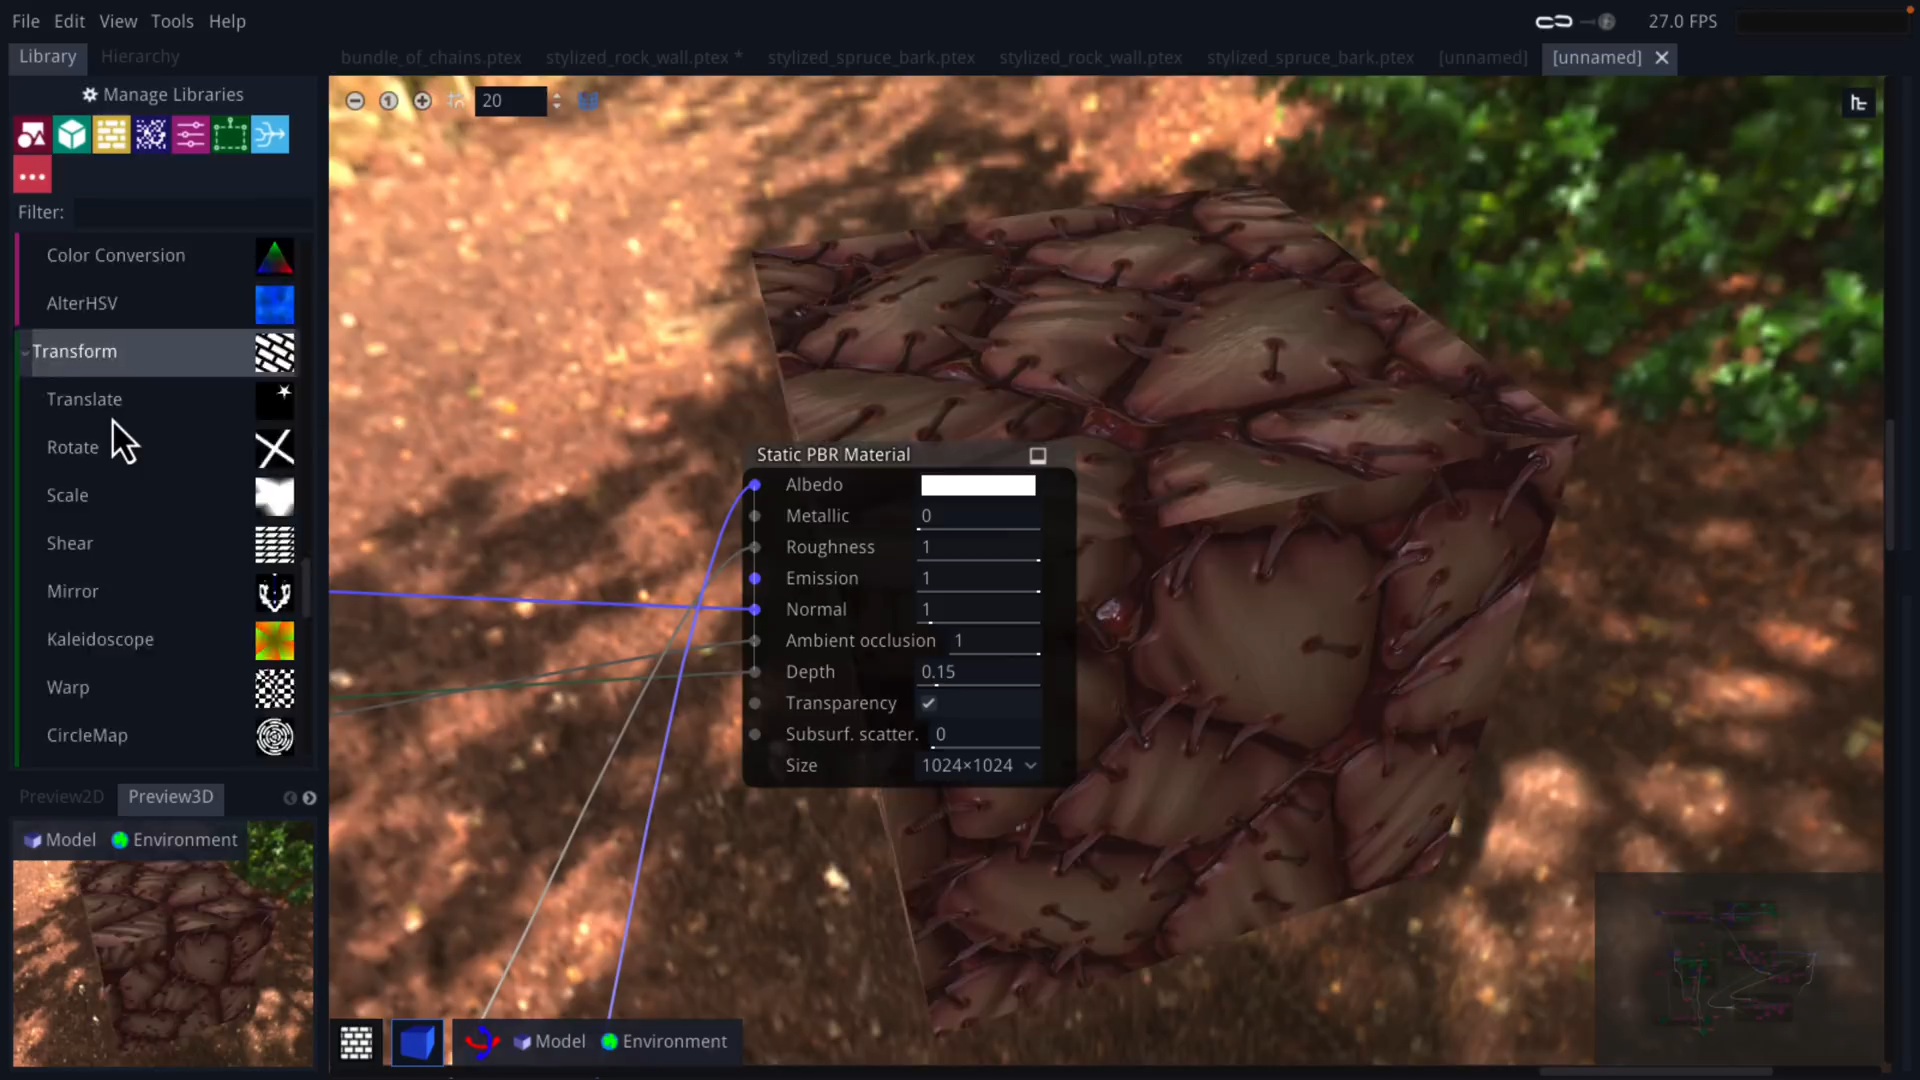 File Edit View Tools Help
27.0 FPS
Library Hierarchy
bundle_of_chains.ptex stylized_rock_wall.ptex * stylized_spruce_bark.ptex stylized_rock_wall.ptex stylized_spruce_bark.ptex [unnamed] [unnamed]
Manage Libraries
20
Filter:
Color Conversion
AlterHSV
Transform
Translate
Rotate
Scale
Shear
Mirror
Kaleidoscope
Warp
CircleMap
Static PBR Material
Albedo
Metallic 0
Roughness 1
Emission 1
Normal 1
Ambient occlusion 1
Depth 0.15
Transparency
Subsurf. scatter. 0
Size 1024×1024
Preview2D Preview3D
Model Environment
Model Environment